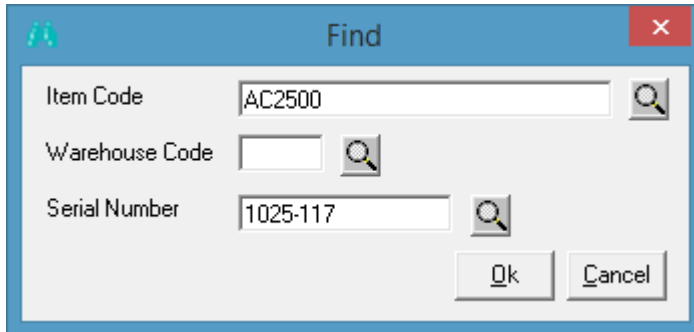 Find
Item Code AC2500
Warehouse Code
Serial Number 1025-117
Ok Cancel